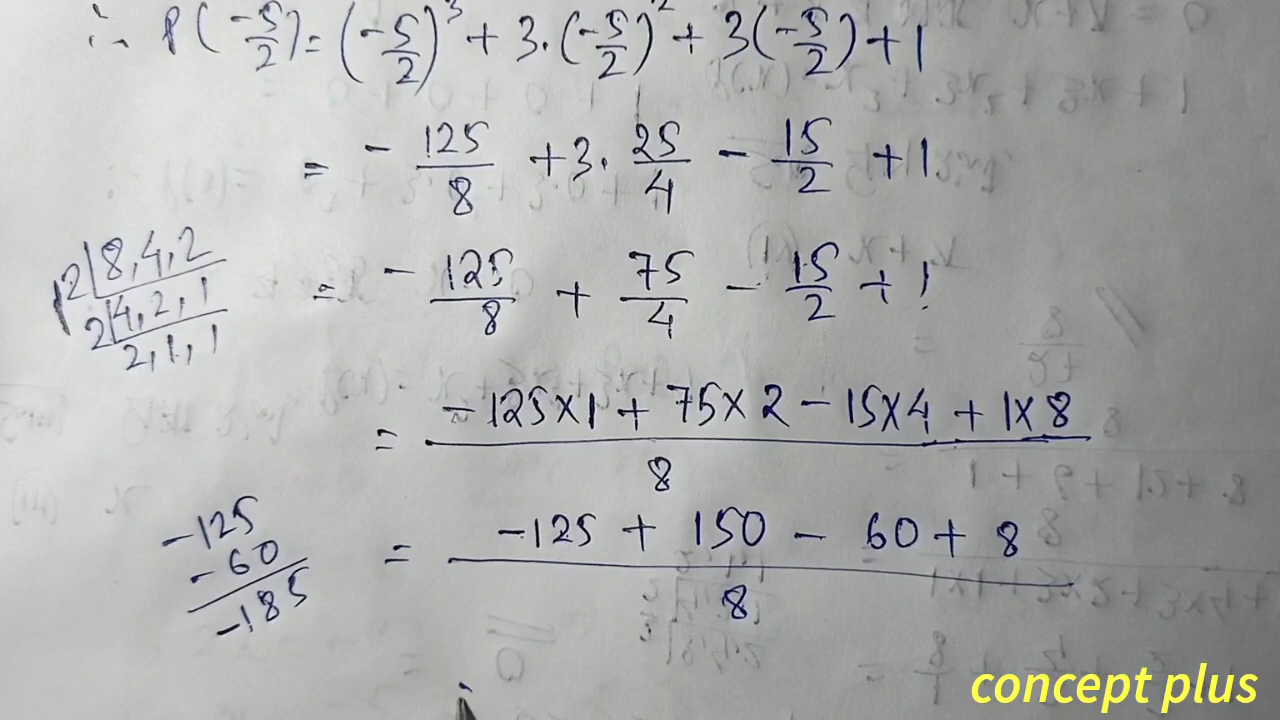 ∴ P(-5/2) = (-5/2)³ + 3·(-5/2)² + 3(-5/2) + 1
= - 125/8 + 3· 25/4 - 15/2 + 1
= - 125/8 + 75/4 - 15/2 + 1
2|8,4,2
2|4,2,1
2,1,1
= (-125×1 + 75×2 - 15×4 + 1×8)/8
= (-125 + 150 - 60 + 8)/8
-125
-60
-185
concept plus